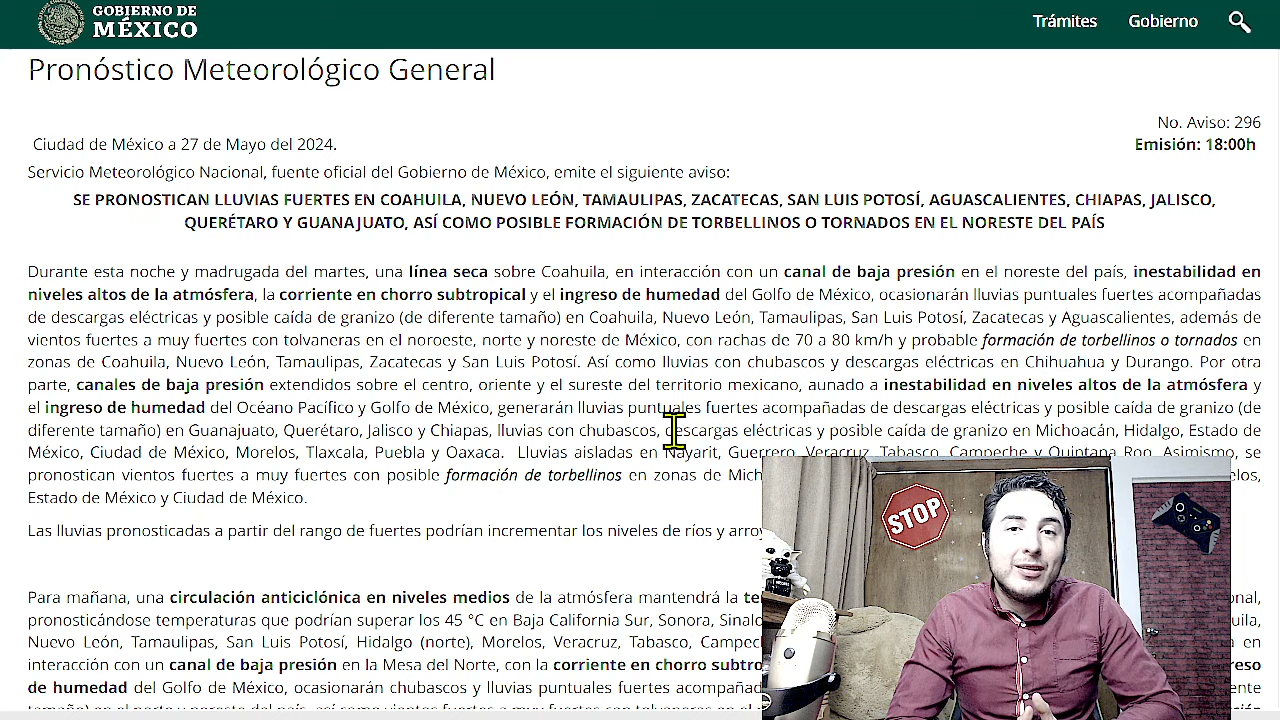 GOBIERNO DE
MÉXICO
Trámites Gobierno
Pronóstico Meteorológico General
No. Aviso: 296
Ciudad de México a 27 de Mayo del 2024.
Emisión: 18:00h
Servicio Meteorológico Nacional, fuente oficial del Gobierno de México, emite el siguiente aviso:
SE PRONOSTICAN LLUVIAS FUERTES EN COAHUILA, NUEVO LEÓN, TAMAULIPAS, ZACATECAS, SAN LUIS POTOSÍ, AGUASCALIENTES, CHIAPAS, JALISCO,
QUERÉTARO Y GUANAJUATO, ASÍ COMO POSIBLE FORMACIÓN DE TORBELLINOS O TORNADOS EN EL NORESTE DEL PAÍS
Durante esta noche y madrugada del martes, una línea seca sobre Coahuila, en interacción con un canal de baja presión en el noreste del país, inestabilidad en
niveles altos de la atmósfera, la corriente en chorro subtropical y el ingreso de humedad del Golfo de México, ocasionarán lluvias puntuales fuertes acompañadas
de descargas eléctricas y posible caída de granizo (de diferente tamaño) en Coahuila, Nuevo León, Tamaulipas, San Luis Potosí, Zacatecas y Aguascalientes, además de
vientos fuertes a muy fuertes con tolvaneras en el noroeste, norte y noreste de México, con rachas de 70 a 80 km/h y probable formación de torbellinos o tornados en
zonas de Coahuila, Nuevo León, Tamaulipas, Zacatecas y San Luis Potosí. Así como lluvias con chubascos y descargas eléctricas en Chihuahua y Durango. Por otra
parte, canales de baja presión extendidos sobre el centro, oriente y el sureste del territorio mexicano, aunado a inestabilidad en niveles altos de la atmósfera y
el ingreso de humedad del Océano Pacífico y Golfo de México, generarán lluvias puntuales fuertes acompañadas de descargas eléctricas y posible caída de granizo (de
diferente tamaño) en Guanajuato, Querétaro, Jalisco y Chiapas, lluvias con chubascos, descargas eléctricas y posible caída de granizo en Michoacán, Hidalgo, Estado de
México, Ciudad de México, Morelos, Tlaxcala, Puebla y Oaxaca. Lluvias aisladas en Nayarit, Guerrero, Veracruz, Tabasco, Campeche y Quintana Roo. Asimismo, se
pronostican vientos fuertes a muy fuertes con posible formación de torbellinos en zonas de
Estado de México y Ciudad de México.
Las lluvias pronosticadas a partir del rango de fuertes podrían incrementar los niveles de ríos y
STOP
Para mañana, una circulación anticiclónica en niveles medios de la atmósfera mantendrá la
pronosticándose temperaturas que podrían superar los 45 °C en Baja California Sur, Sonora,
Nuevo León, Tamaulipas, San Luis Potosí, Hidalgo (norte), Morelos, Veracruz, Tabasco, en
interacción con un canal de baja presión en la Mesa del Norte con la corriente en chorro
de humedad del Golfo de México, ocasionarán chubascos y lluvias puntuales fuertes